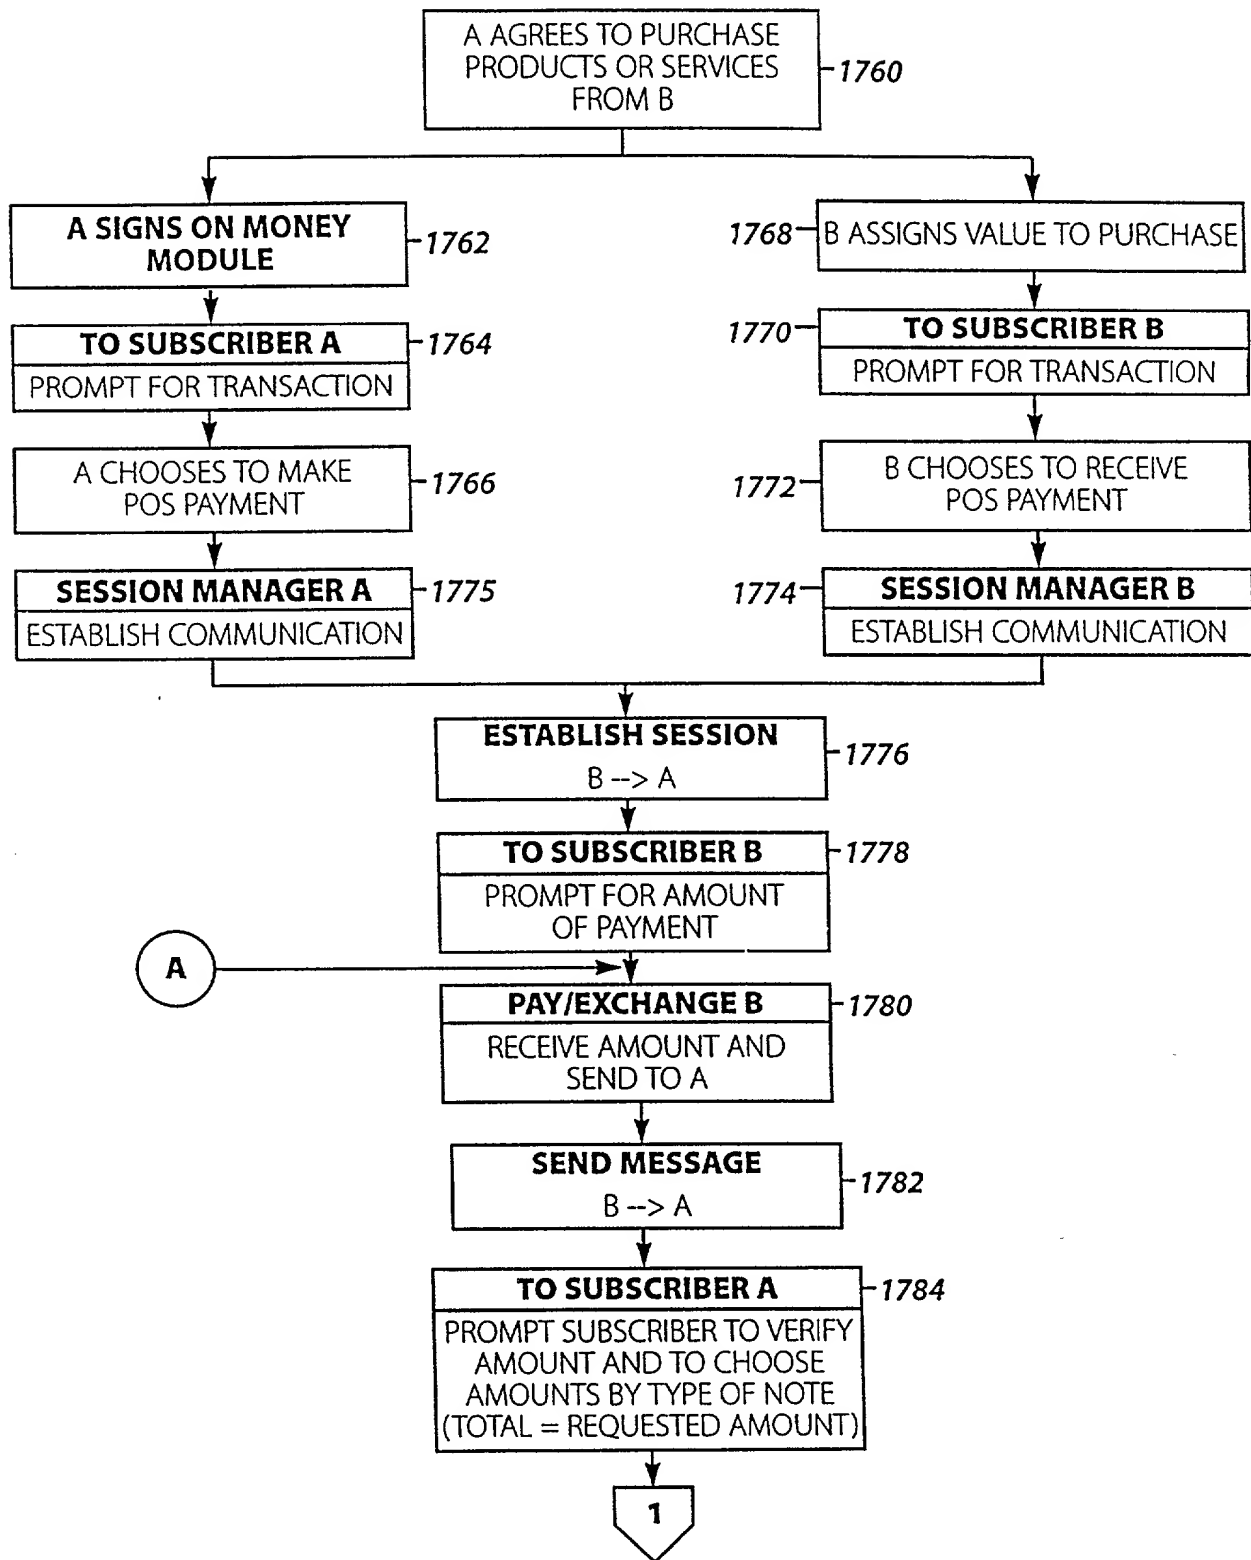 A AGREES TO PURCHASE
PRODUCTS OR SERVICES
FROM B
1760
A SIGNS ON MONEY
MODULE
1762
TO SUBSCRIBER A
1764
PROMPT FOR TRANSACTION
A CHOOSES TO MAKE
POS PAYMENT
1766
SESSION MANAGER A
1775
ESTABLISH COMMUNICATION
1768
B ASSIGNS VALUE TO PURCHASE
1770
TO SUBSCRIBER B
PROMPT FOR TRANSACTION
B CHOOSES TO RECEIVE
POS PAYMENT
1772
1774
SESSION MANAGER B
ESTABLISH COMMUNICATION
ESTABLISH SESSION
B --> A
1776
TO SUBSCRIBER B
1778
PROMPT FOR AMOUNT
OF PAYMENT
A
PAY/EXCHANGE B
1780
RECEIVE AMOUNT AND
SEND TO A
SEND MESSAGE
B --> A
1782
TO SUBSCRIBER A
1784
PROMPT SUBSCRIBER TO VERIFY
AMOUNT AND TO CHOOSE
AMOUNTS BY TYPE OF NOTE
(TOTAL = REQUESTED AMOUNT)
1